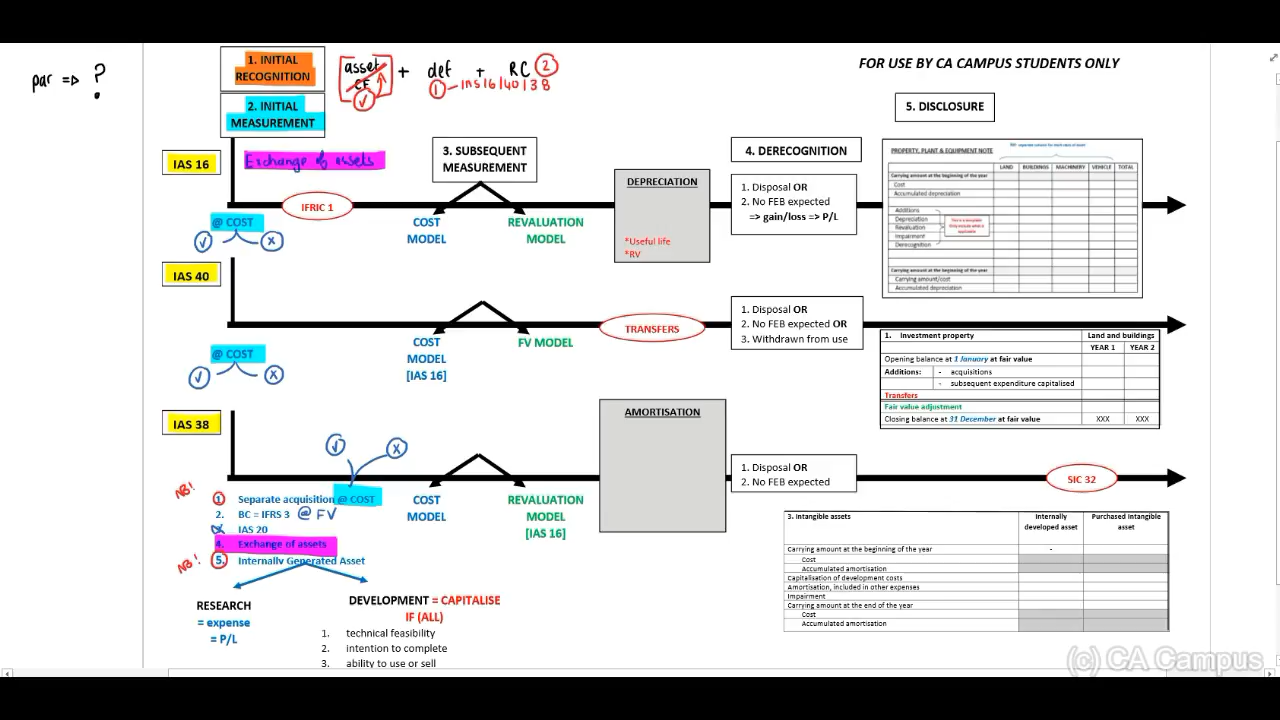 par => ?
1. INITIAL
RECOGNITION
asset
CF
+ def + RC 2
1 - IAS 16/40/38
FOR USE BY CA CAMPUS STUDENTS ONLY
2. INITIAL
MEASUREMENT
5. DISCLOSURE
IAS 16
Exchange of assets
@ COST
IFRIC 1
3. SUBSEQUENT
MEASUREMENT
COST
MODEL
REVALUATION
MODEL
DEPRECIATION
*Useful life
*RV
4. DERECOGNITION
1. Disposal OR
2. No FEB expected
=> gain/loss => P/L
PROPERTY, PLANT & EQUIPMENT NOTE
LAND BUILDINGS MACHINERY VEHICLE TOTAL
Carrying amount at the beginning of the year
Cost
Accumulated depreciation
Additions
Depreciation
Revaluation
Impairment
Derecognition
Carrying amount at the beginning of the year
Carrying amount/cost
Accumulated depreciation
IAS 40
@ COST
COST
MODEL
[IAS 16]
FV MODEL
TRANSFERS
1. Disposal OR
2. No FEB expected OR
3. Withdrawn from use
1. Investment property Land and buildings
YEAR 1 YEAR 2
Opening balance at 1 January at fair value
Additions: - acquisitions
- subsequent expenditure capitalised
Transfers
Fair value adjustment
Closing balance at 31 December at fair value XXX XXX
IAS 38
NB!
1 Separate acquisition @ COST
2. BC = IFRS 3 @ FV
IAS 20
4. Exchange of assets
NB!
5. Internally Generated Asset
RESEARCH
= expense
= P/L
DEVELOPMENT = CAPITALISE
IF (ALL)
1. technical feasibility
2. intention to complete
3. ability to use or sell
COST
MODEL
REVALUATION
MODEL
[IAS 16]
AMORTISATION
1. Disposal OR
2. No FEB expected
SIC 32
3. Intangible assets Internally developed asset Purchased intangible asset
Carrying amount at the beginning of the year -
Cost
Accumulated amortisation
Capitalisation of development costs
Amortisation, included in other expenses
Impairment
Carrying amount at the end of the year
Cost
Accumulated amortisation
(c) CA Campus